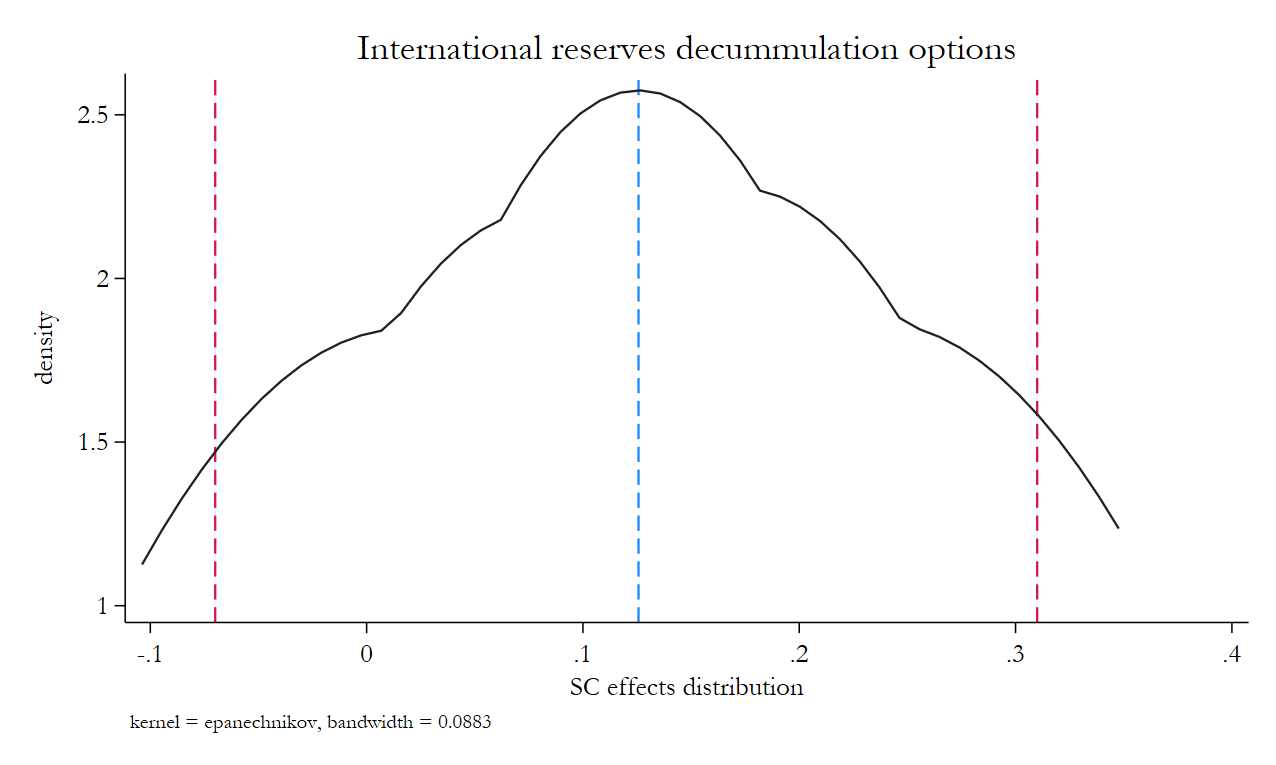 International reserves decummulation options
2.5
2
1.5
1
density
-.1 0 .1 .2 .3 .4
SC effects distribution
kernel = epanechnikov, bandwidth = 0.0883